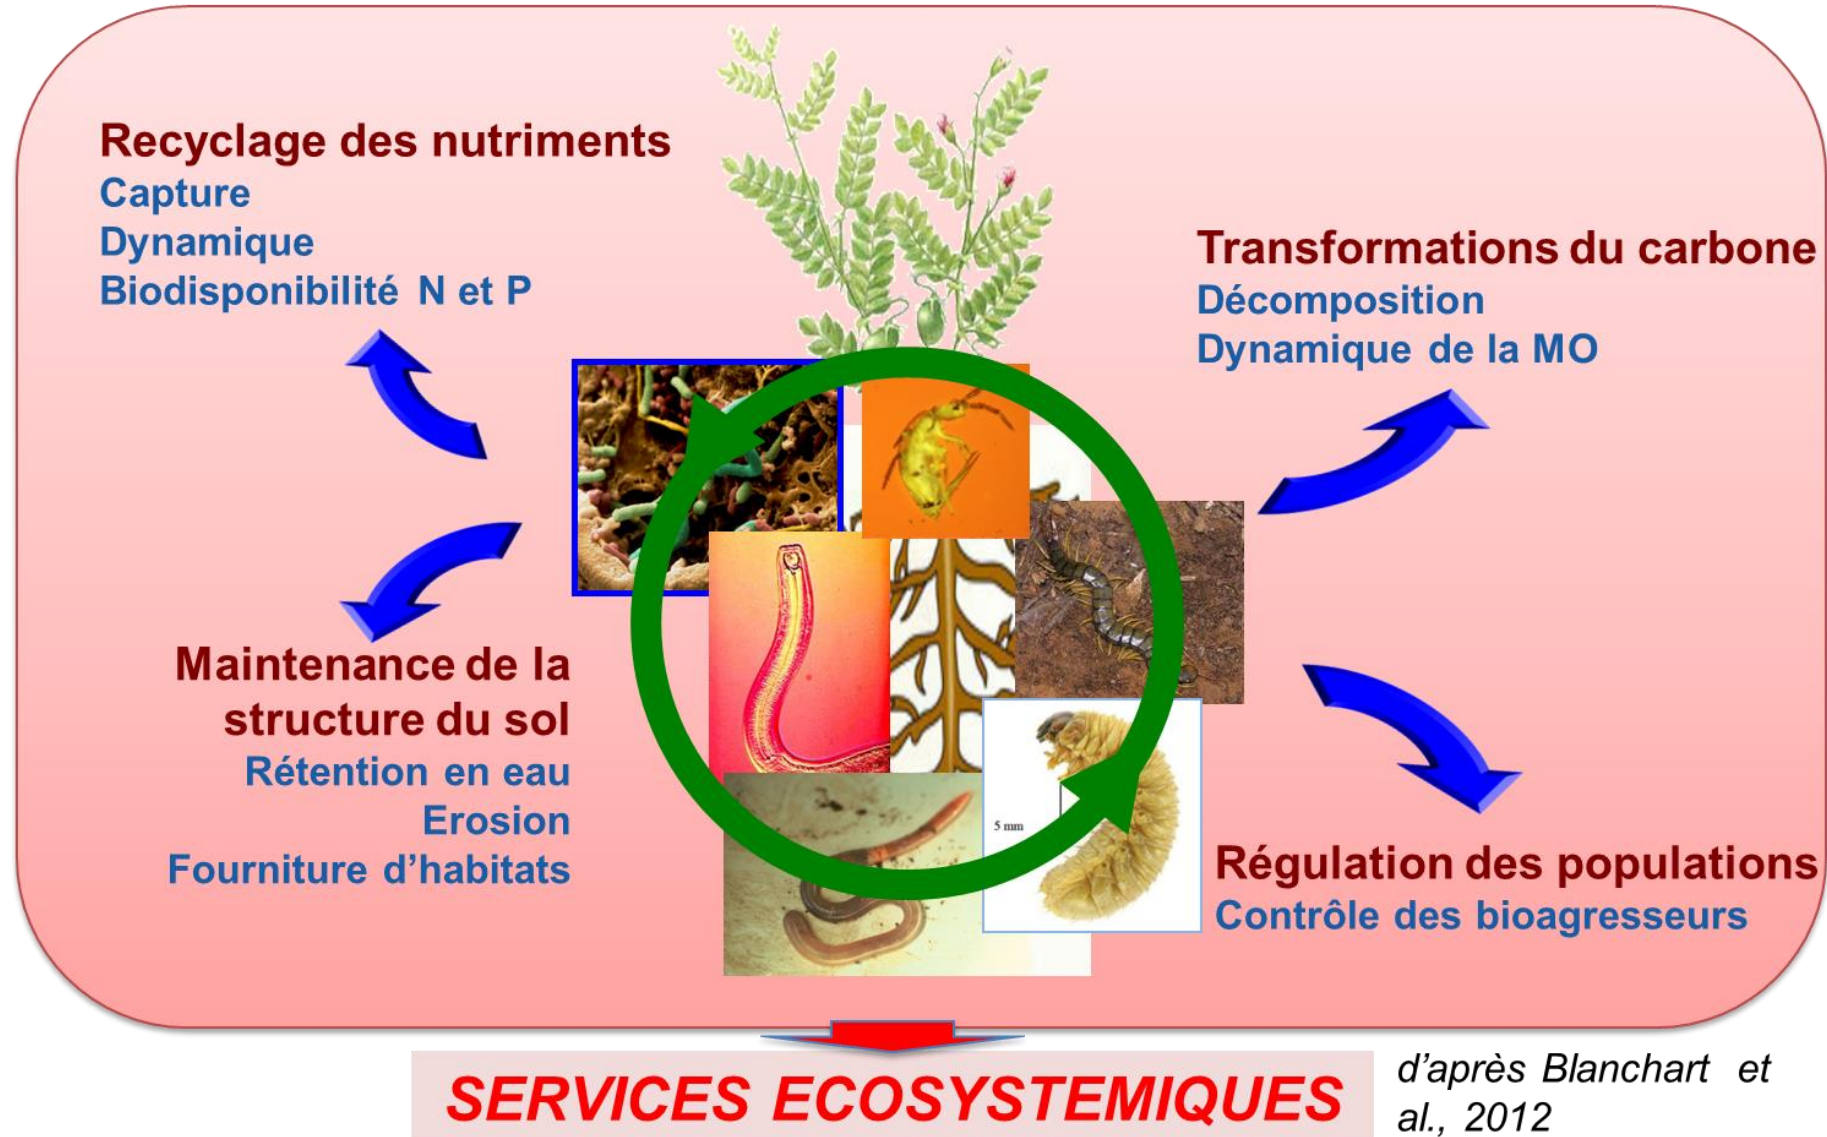 Recyclage des nutriments
Capture
Dynamique
Biodisponibilité N et P
Transformations du carbone
Décomposition
Dynamique de la MO
Maintenance de la
structure du sol
Rétention en eau
Erosion
Fourniture d’habitats
5 mm
Régulation des populations
Contrôle des bioagresseurs
SERVICES ECOSYSTEMIQUES
d’après Blanchart et
al., 2012